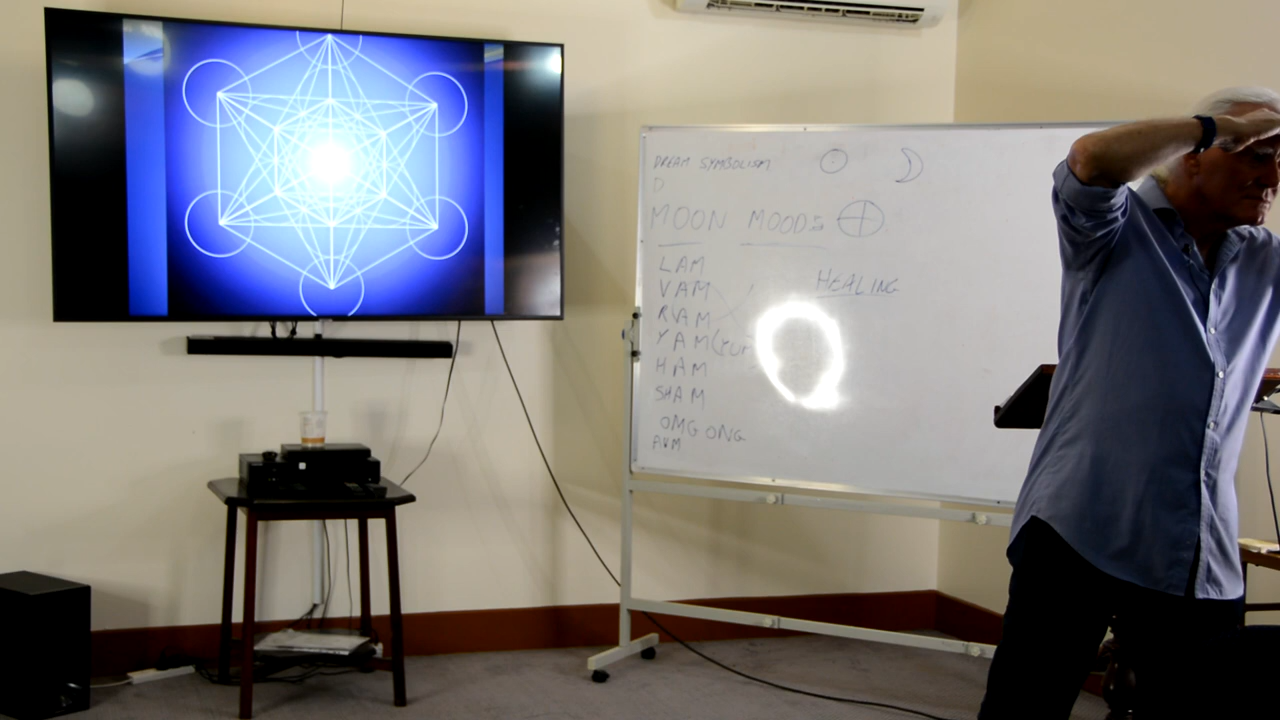 DREAM SYMBOLISM
D
MOON MOODS
LAM
VAM
RAM
YAM
HAM
SHAM
OMG ONG
AUM
HEALING